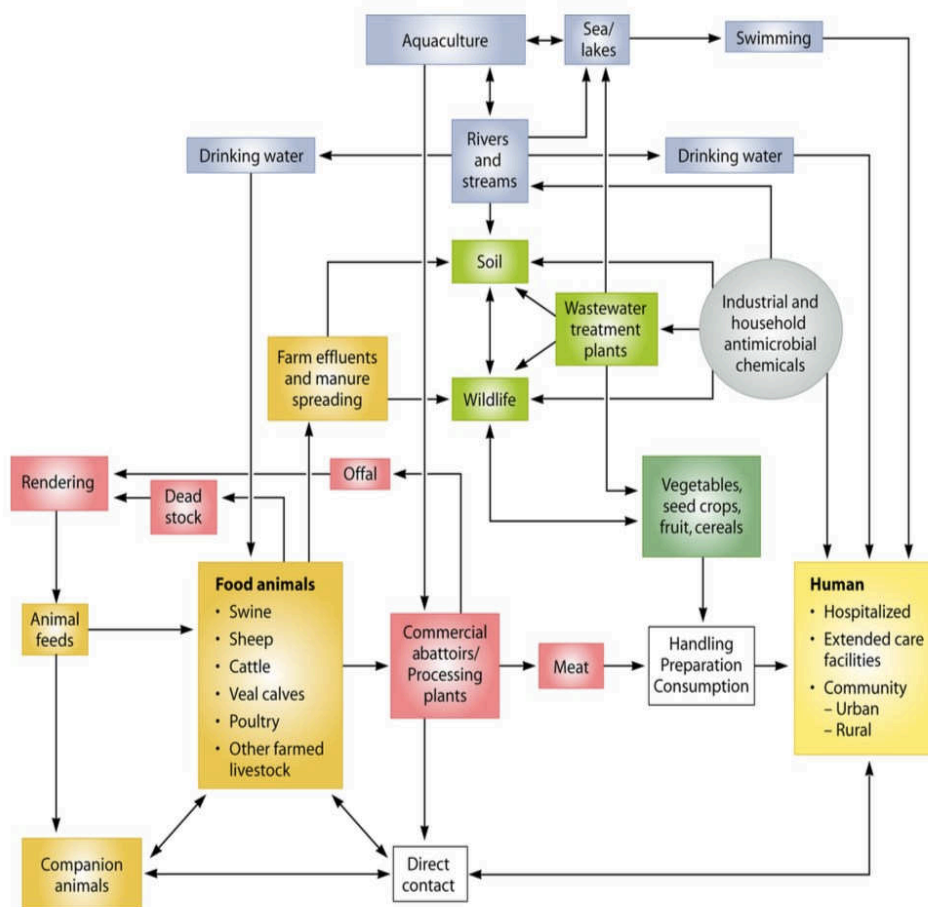 Aquaculture
Sea/
lakes
Swimming
Drinking water
Rivers
and
streams
Drinking water
Soil
Wastewater
treatment
plants
Industrial and
household
antimicrobial
chemicals
Farm effluents
and manure
spreading
Wildlife
Rendering
Offal
Dead
stock
Vegetables,
seed crops,
fruit, cereals
Animal
feeds
Food animals
• Swine
• Sheep
• Cattle
• Veal calves
• Poultry
• Other farmed
livestock
Commercial
abattoirs/
Processing
plants
Meat
Handling
Preparation
Consumption
Human
• Hospitalized
• Extended care
facilities
• Community
– Urban
– Rural
Companion
animals
Direct
contact